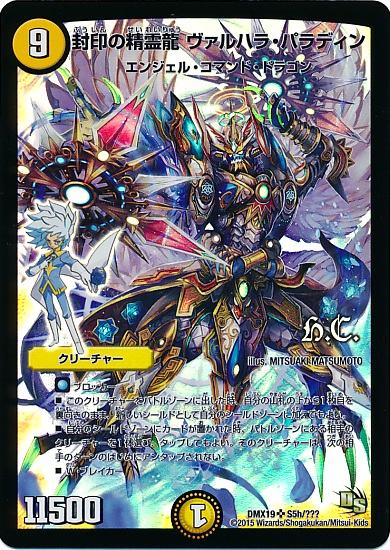 9
ふういん せいれいりゅう
封印の精霊龍 ヴァルハラ・パラディン
エンジェル・コマンド・ドラゴン
h.C.
illus. MITSUAKI MATSUMOTO
クリーチャー
ブロッカー
■このクリーチャーをバトルゾーンに出した時、自分の山札の上から1枚目を
裏向きのまま、新しいシールドとして自分のシールドゾーンに加えてもよい。
■自分のシールドゾーンにカードが置かれた時、バトルゾーンにある相手の
クリーチャーを1体選び、タップしてもよい。そのクリーチャーは、次の相
手のターンのはじめにアンタップされない。
■W・ブレイカー
11500
1
DS
DMX19 S5h/???
©2015 Wizards/Shogakukan/Mitsui-Kids